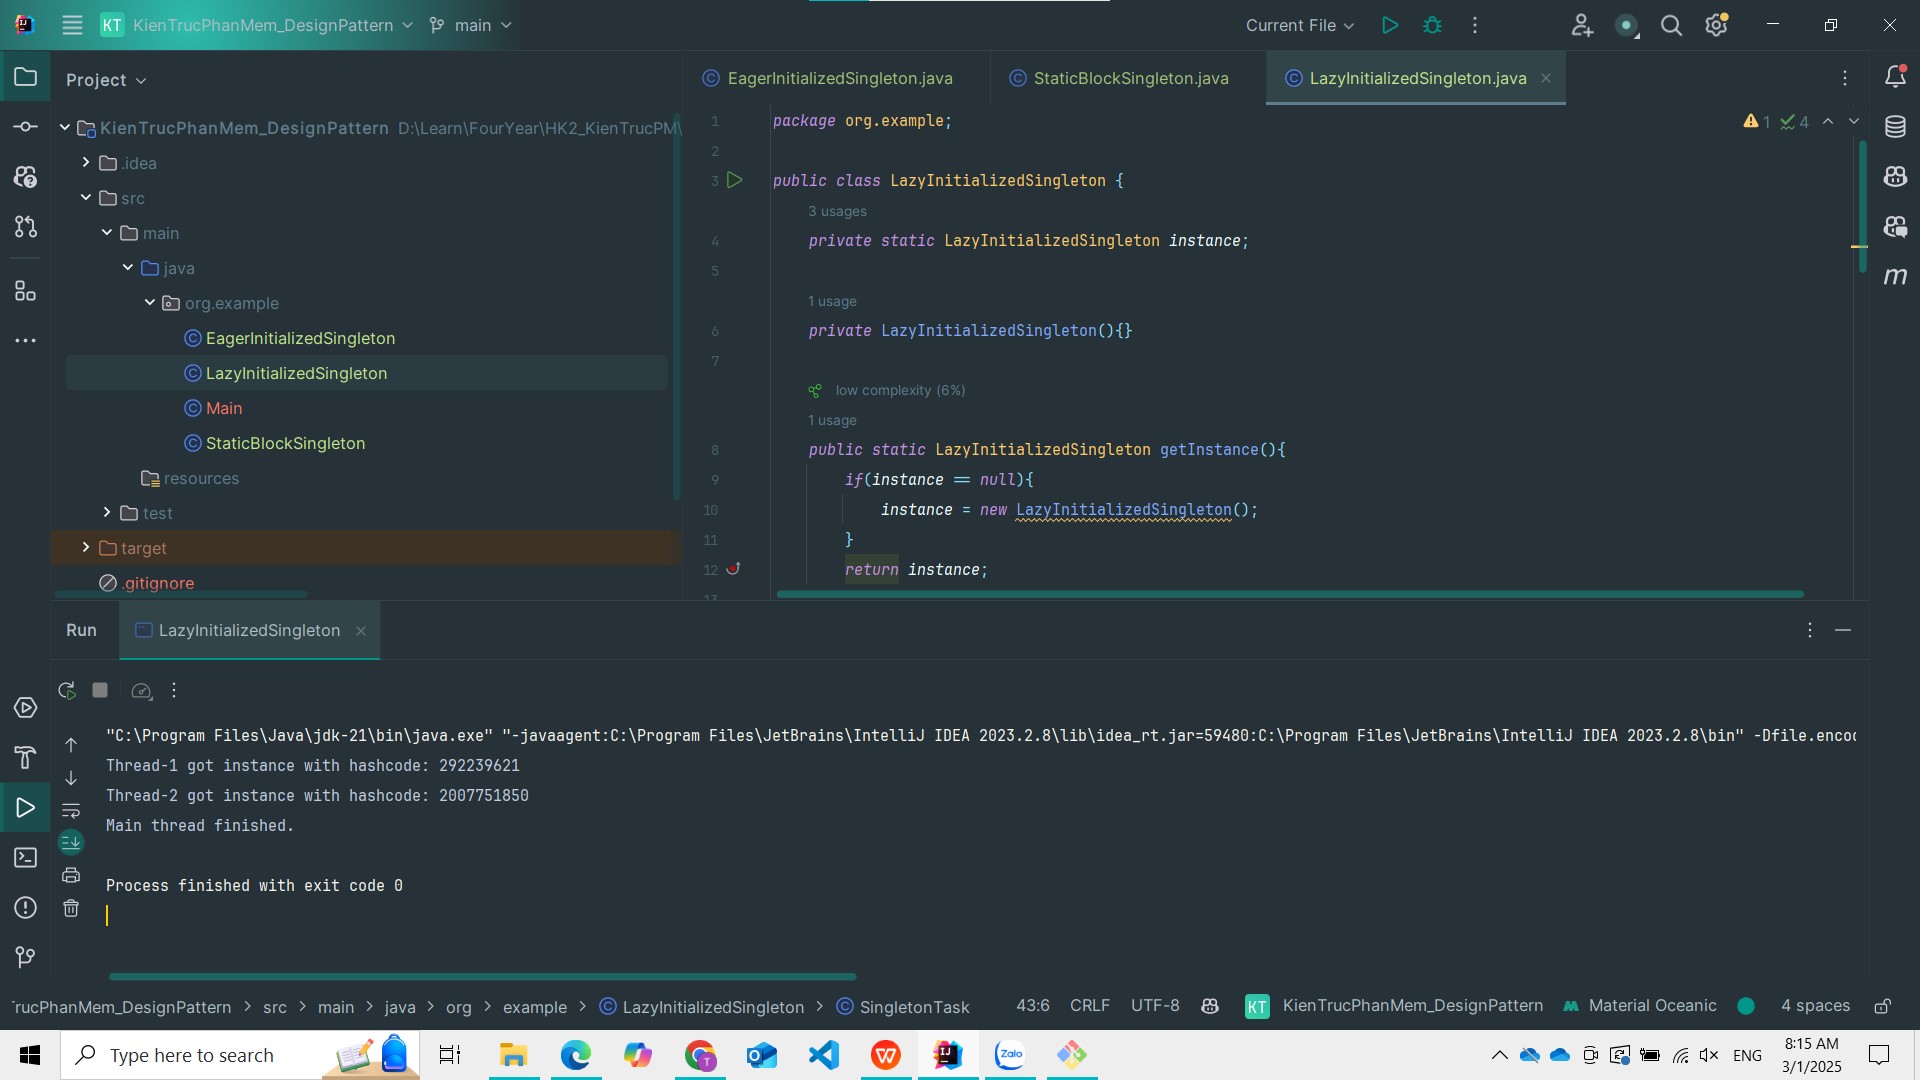 KT KienTrucPhanMem_DesignPattern main Current File
Project
EagerInitializedSingleton.java StaticBlockSingleton.java LazyInitializedSingleton.java
KienTrucPhanMem_DesignPattern D:\Learn\FourYear\HK2_KienTrucPM\
.idea
src
main
java
org.example
EagerInitializedSingleton
LazyInitializedSingleton
Main
StaticBlockSingleton
resources
test
target
.gitignore
1 4
1 package org.example;
2
3 public class LazyInitializedSingleton {
3 usages
4 private static LazyInitializedSingleton instance;
5
1 usage
6 private LazyInitializedSingleton(){}
7
low complexity (6%)
1 usage
8 public static LazyInitializedSingleton getInstance(){
9 if(instance == null){
10 instance = new LazyInitializedSingleton();
11 }
12 return instance;
13
m
Run LazyInitializedSingleton
"C:\Program Files\Java\jdk-21\bin\java.exe" "-javaagent:C:\Program Files\JetBrains\IntelliJ IDEA 2023.2.8\lib\idea_rt.jar=59480:C:\Program Files\JetBrains\IntelliJ IDEA 2023.2.8\bin" -Dfile.enco
Thread-1 got instance with hashcode: 292239621
Thread-2 got instance with hashcode: 2007751850
Main thread finished.
Process finished with exit code 0
rucPhanMem_DesignPattern > src > main > java > org > example > LazyInitializedSingleton > SingletonTask 43:6 CRLF UTF-8 KT KienTrucPhanMem_DesignPattern Material Oceanic 4 spaces
Type here to search
Zalo
ENG
8:15 AM
3/1/2025